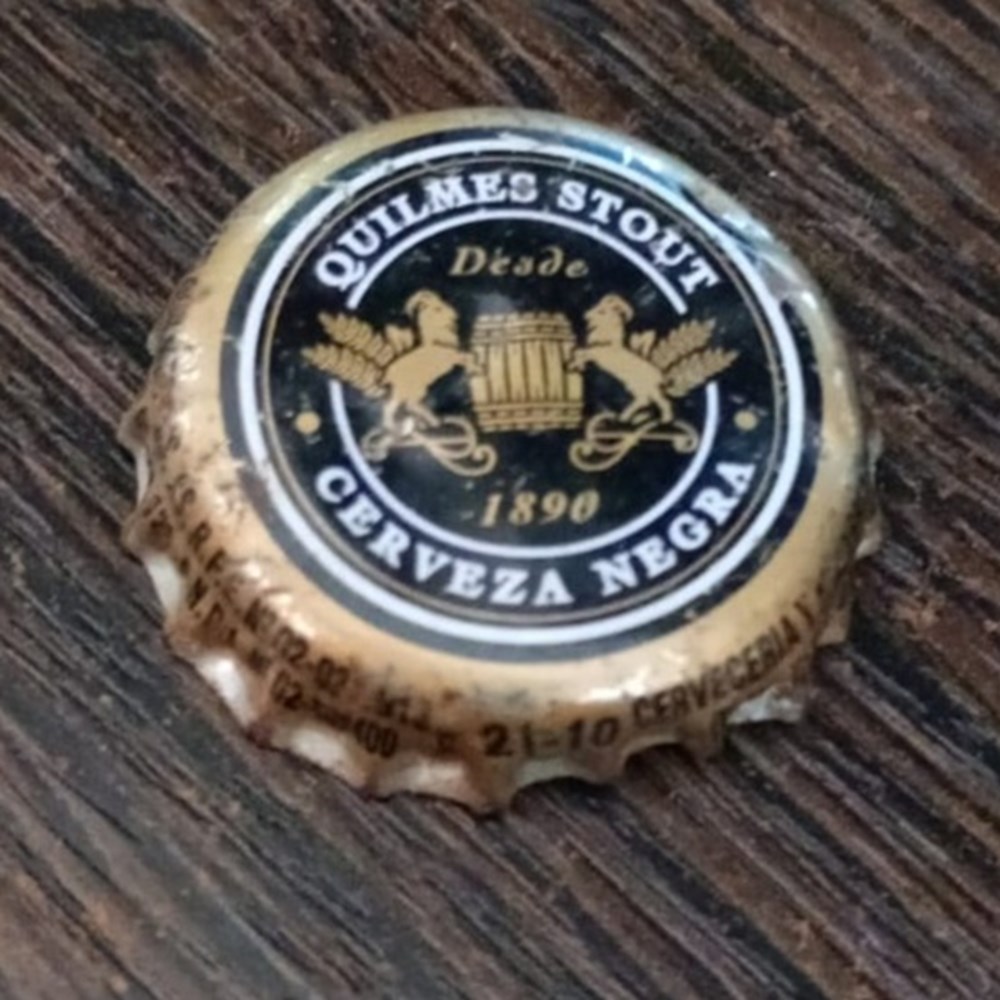 QUILMES STOUT
Desde
1890
CERVEZA NEGRA
21-10
CERVECERIA